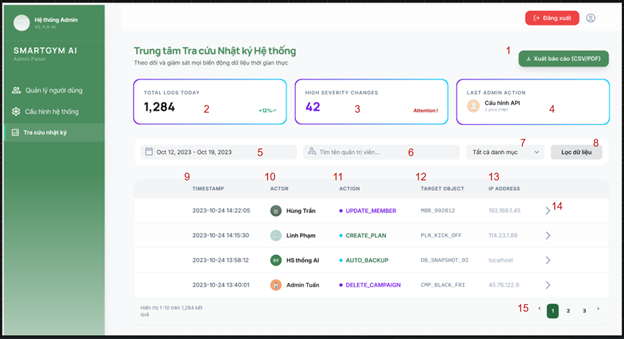 Hệ thống Admin
SMARTGYM AI
Admin Panel
Quản lý người dùng
Cấu hình hệ thống
Tra cứu nhật ký
Đăng xuất
Trung tâm Tra cứu Nhật ký Hệ thống
Theo dõi và giám sát mọi biến động dữ liệu thời gian thực
1
Xuất báo cáo (CSV/PDF)
TOTAL LOGS TODAY
1,284
2
+12%
HIGH SEVERITY CHANGES
42
3
Attention!
LAST ADMIN ACTION
Cấu hình API
4
Oct 12, 2023 - Oct 19, 2023
5
Tìm tên quản trị viên...
6
7
Tất cả danh mục
8
Lọc dữ liệu
9 10 11 12 13
TIMESTAMP ACTOR ACTION TARGET OBJECT IP ADDRESS
2023-10-24 14:22:05 Hùng Trần UPDATE_MEMBER MBR_992812 192.168.1.45 14
2023-10-24 14:15:30 Linh Phạm CREATE_PLAN PLN_KICK_OFF 114.23.1.89
2023-10-24 13:58:12 SY HS thống AI AUTO_BACKUP DB_SNAPSHOT_02 localhost
2023-10-24 13:40:01 Admin Tuấn DELETE_CAMPAIGN CMP_BLACK_FRI 45.76.122.9
Hiển thị 1-10 trên 1,284 kết
quả
15 1 2 3